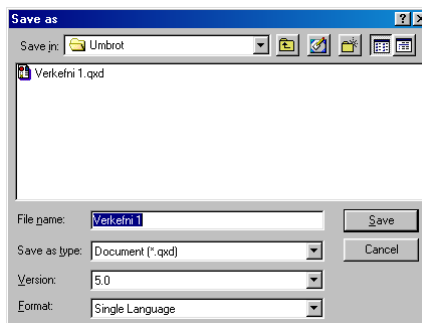 Save as
Save in: Umbrot
Verkefni 1.qxd
File name: Verkefni 1 Save
Save as type: Document (*.qxd) Cancel
Version: 5.0
Format: Single Language